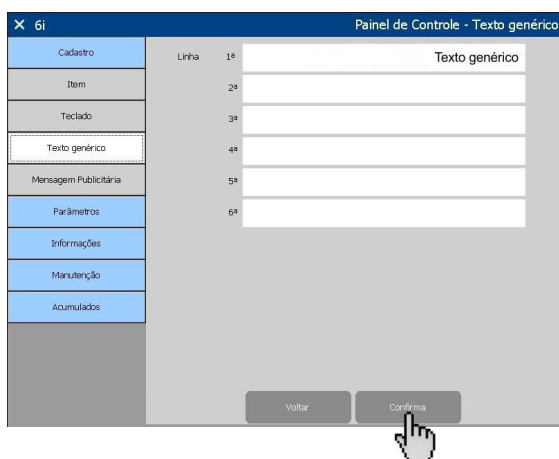 X 6i
Painel de Controle - Texto genérico
Cadastro
Item
Teclado
Texto genérico
Mensagem Publicitária
Parâmetros
Informações
Manutenção
Acumulados
Linha 1ª Texto genérico
2ª
3ª
4ª
5ª
6ª
Voltar
Confirma